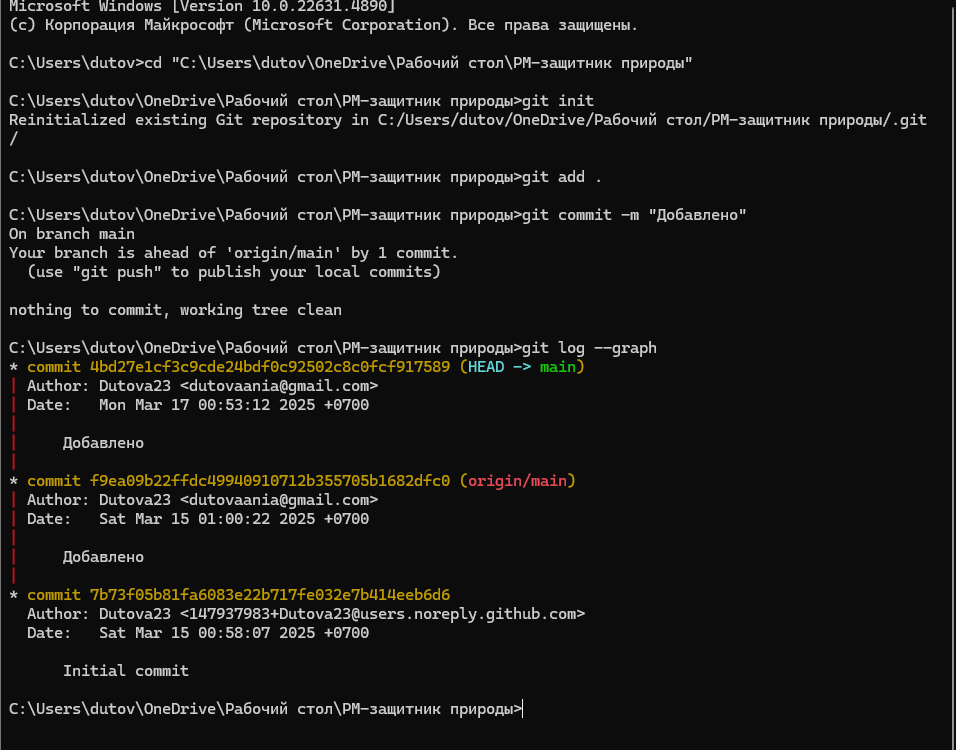 Microsoft Windows [Version 10.0.22631.4890]
(c) Корпорация Майкрософт (Microsoft Corporation). Все права защищены.
C:\Users\dutov>cd "C:\Users\dutov\OneDrive\Рабочий стол\РМ-защитник природы"
C:\Users\dutov\OneDrive\Рабочий стол\РМ-защитник природы>git init
Reinitialized existing Git repository in C:/Users/dutov/OneDrive/Рабочий стол/РМ-защитник природы/.git
/
C:\Users\dutov\OneDrive\Рабочий стол\РМ-защитник природы>git add .
C:\Users\dutov\OneDrive\Рабочий стол\РМ-защитник природы>git commit -m "Добавлено"
On branch main
Your branch is ahead of 'origin/main' by 1 commit.
(use "git push" to publish your local commits)
nothing to commit, working tree clean
C:\Users\dutov\OneDrive\Рабочий стол\РМ-защитник природы>git log --graph
* commit 4bd27e1cf3c9cde24bdf0c92502c8c0fcf917589 (HEAD -> main)
| Author: Dutova23 <dutovaania@gmail.com>
| Date:   Mon Mar 17 00:53:12 2025 +0700
|
|     Добавлено
|
* commit f9ea09b22ffdc49940910712b355705b1682dfc0 (origin/main)
| Author: Dutova23 <dutovaania@gmail.com>
| Date:   Sat Mar 15 01:00:22 2025 +0700
|
|     Добавлено
|
* commit 7b73f05b81fa6083e22b717fe032e7b414eeb6d6
Author: Dutova23 <147937983+Dutova23@users.noreply.github.com>
Date:   Sat Mar 15 00:58:07 2025 +0700
Initial commit
C:\Users\dutov\OneDrive\Рабочий стол\РМ-защитник природы>